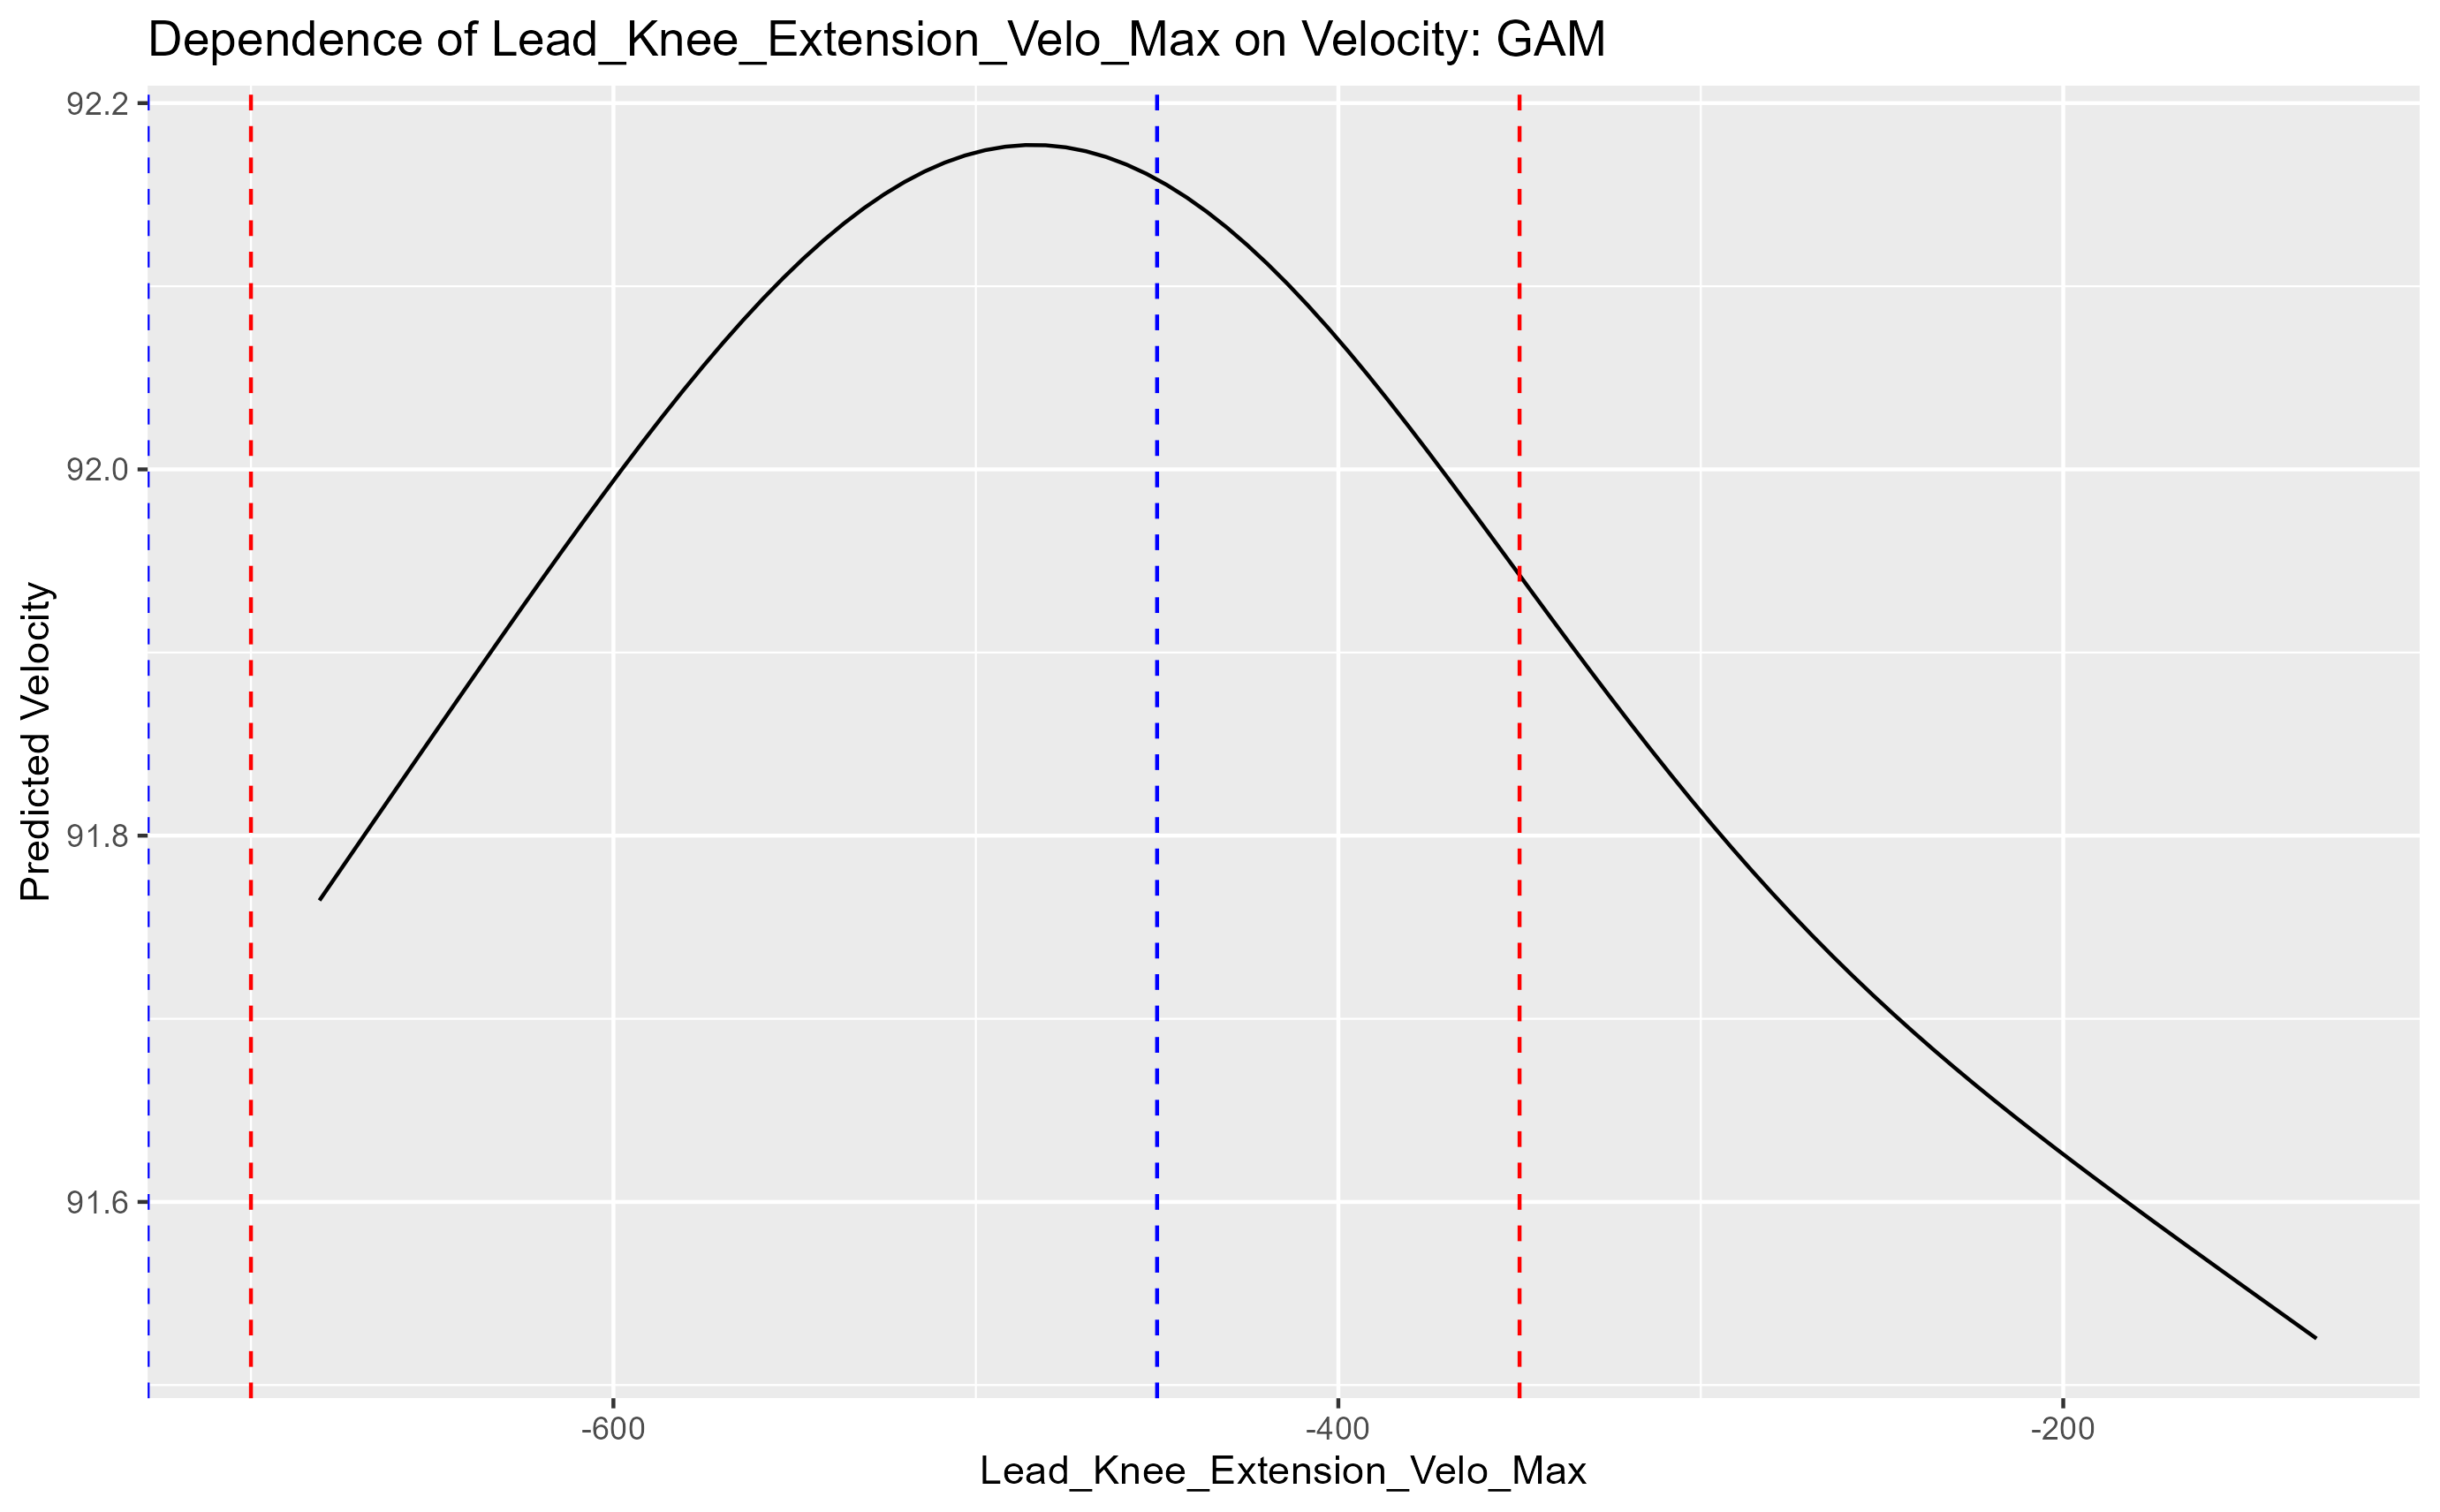 Dependence of Lead_Knee_Extension_Velo_Max on Velocity: GAM
Predicted Velocity
92.2
92.0
91.8
91.6
-600
-400
-200
Lead_Knee_Extension_Velo_Max